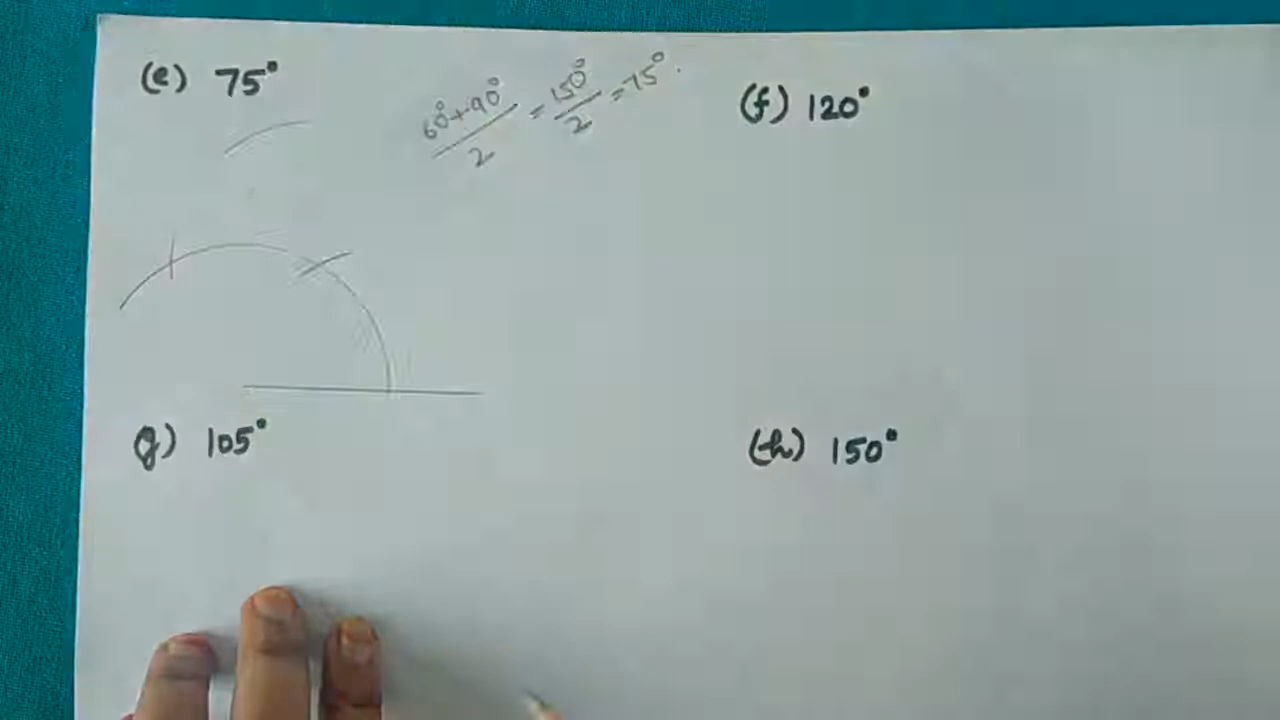 (e) 75°
(60°+90°)/2 = 150°/2 = 75°.
(f) 120°
(g) 105°
(h) 150°